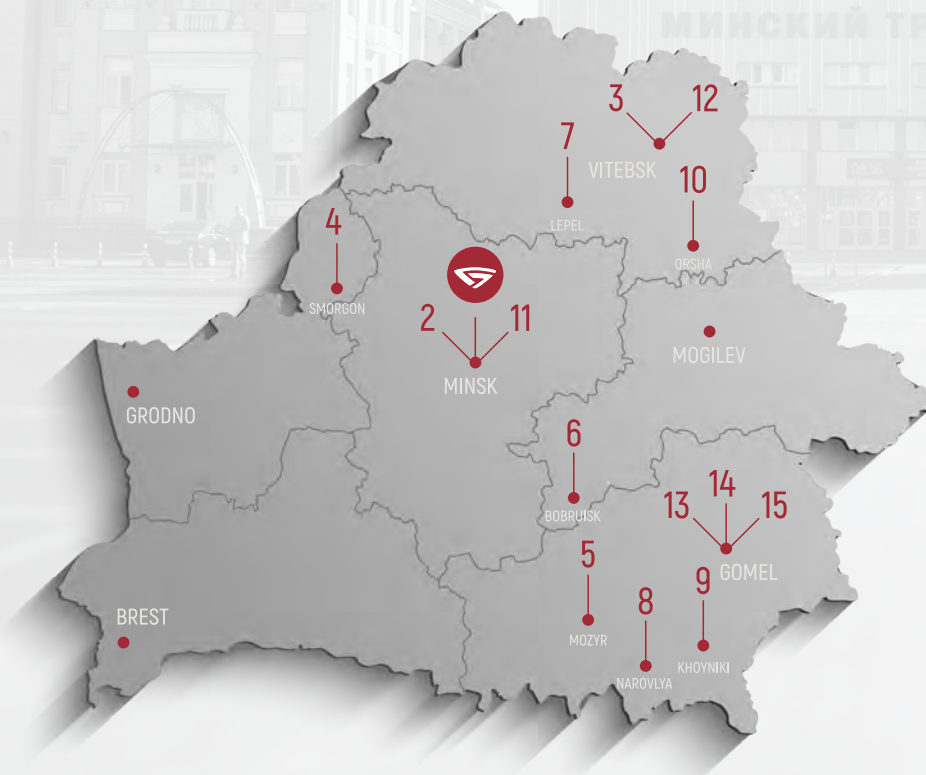 МИНСКИЙ ТР
3 12
7
VITEBSK
10
LEPEL
4
ORSHA
SMORGON
2 11
MINSK
MOGILEV
GRODNO
6
BOBRUISK
14
13 15
GOMEL
5
MOZYR
9
8
KHOYNIKI
NAROVLYA
BREST